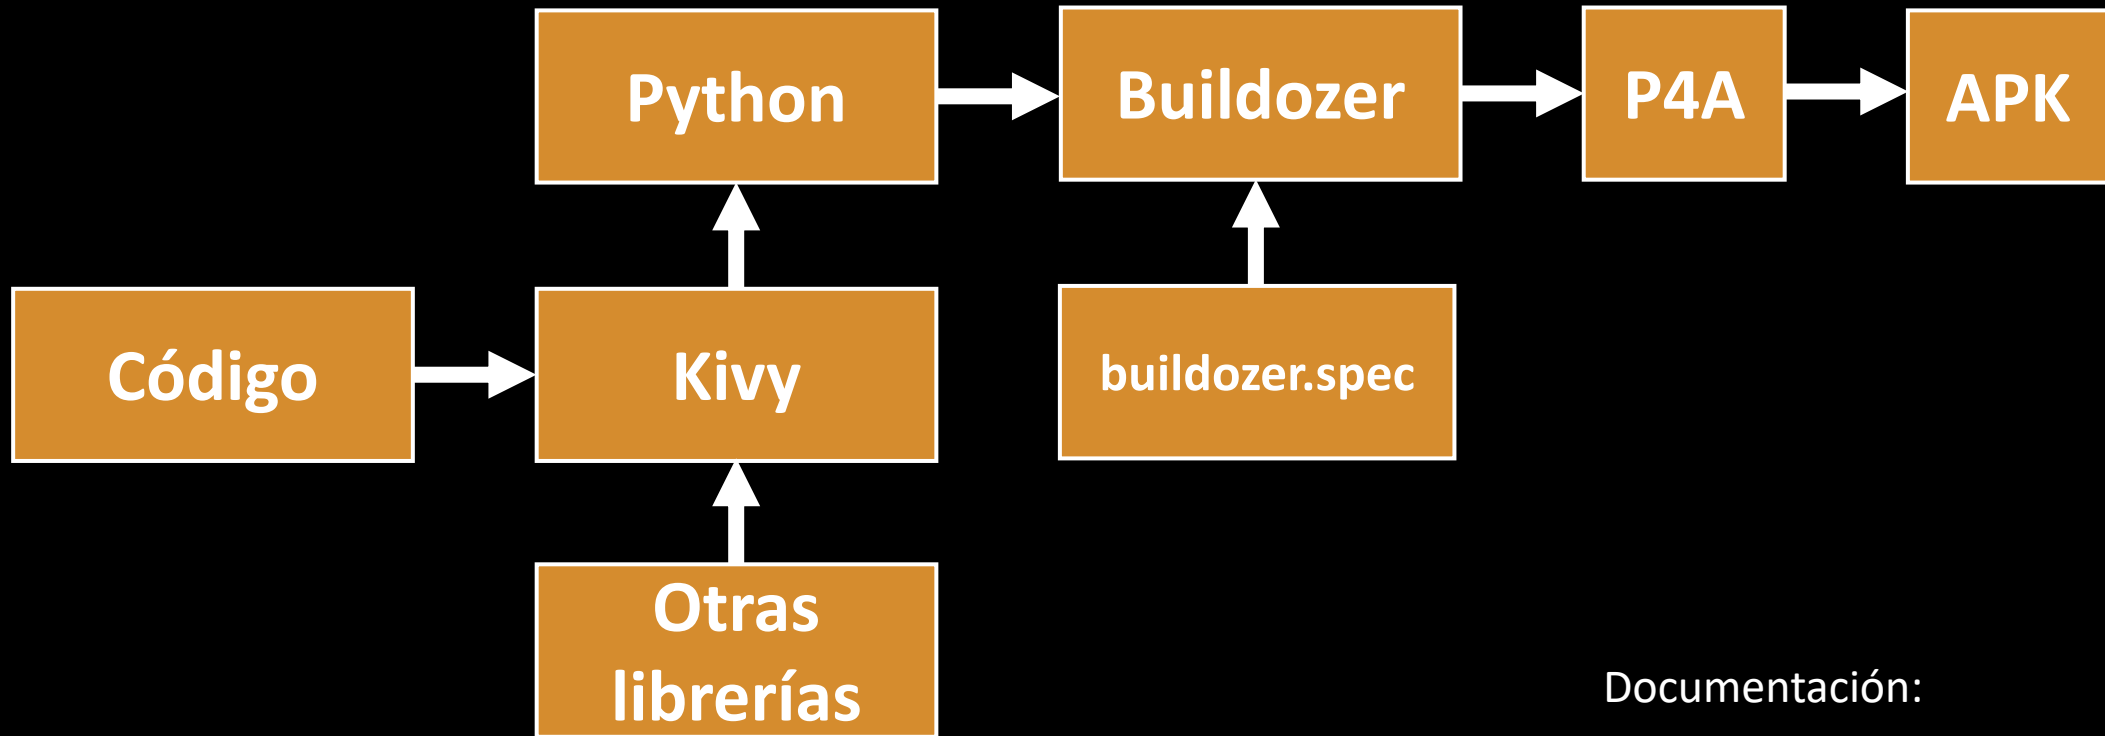 Python
Buildozer
P4A
APK
Código
Kivy
buildozer.spec
Otras
librerías
Documentación: